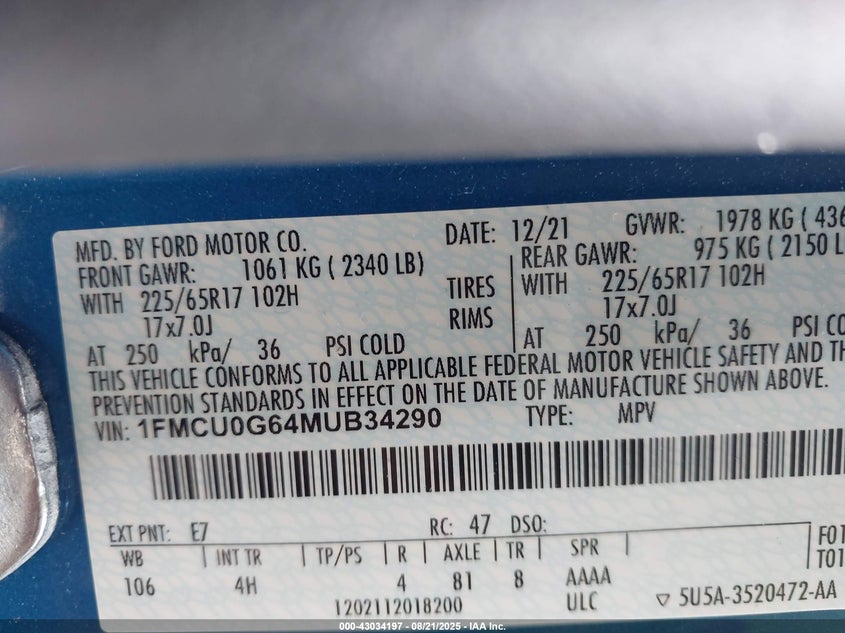 MFD. BY FORD MOTOR CO. DATE: 12/21 GVWR: 1978 KG ( 436
FRONT GAWR: 1061 KG ( 2340 LB) REAR GAWR: 975 KG ( 2150 L
WITH 225/65R17 102H TIRES WITH 225/65R17 102H
17x7.0J RIMS 17x7.0J
AT 250 kPa/ 36 PSI COLD AT 250 kPa/ 36 PSI CO
THIS VEHICLE CONFORMS TO ALL APPLICABLE FEDERAL MOTOR VEHICLE SAFETY AND TH
PREVENTION STANDARDS IN EFFECT ON THE DATE OF MANUFACTURE SHOWN ABOVE.
VIN: 1FMCU0G64MUB34290 TYPE: MPV
EXT PNT: E7 RC: 47 DSO:
WB INT TR TP/PS R AXLE TR SPR F01
106 4H 4 81 8 AAAA T01
1202112018200 ULC ▽ 5U5A-3520472-AA
000-43034197 - 08/21/2025 - IAA Inc.